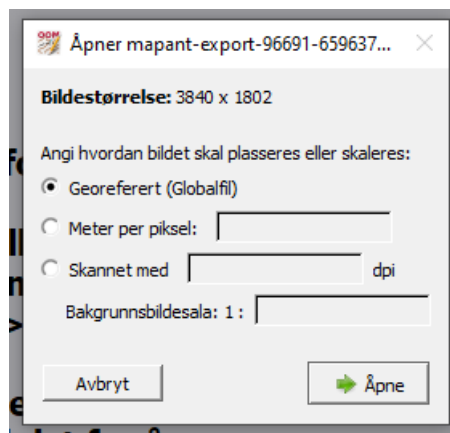 Åpner mapant-export-96691-659637...
Bildestørrelse: 3840 x 1802
Angi hvordan bildet skal plasseres eller skaleres:
Georeferert (Globalfil)
Meter per piksel:
Skannet med dpi
Bakgrunnsbildesala: 1 :
Avbryt
Åpne